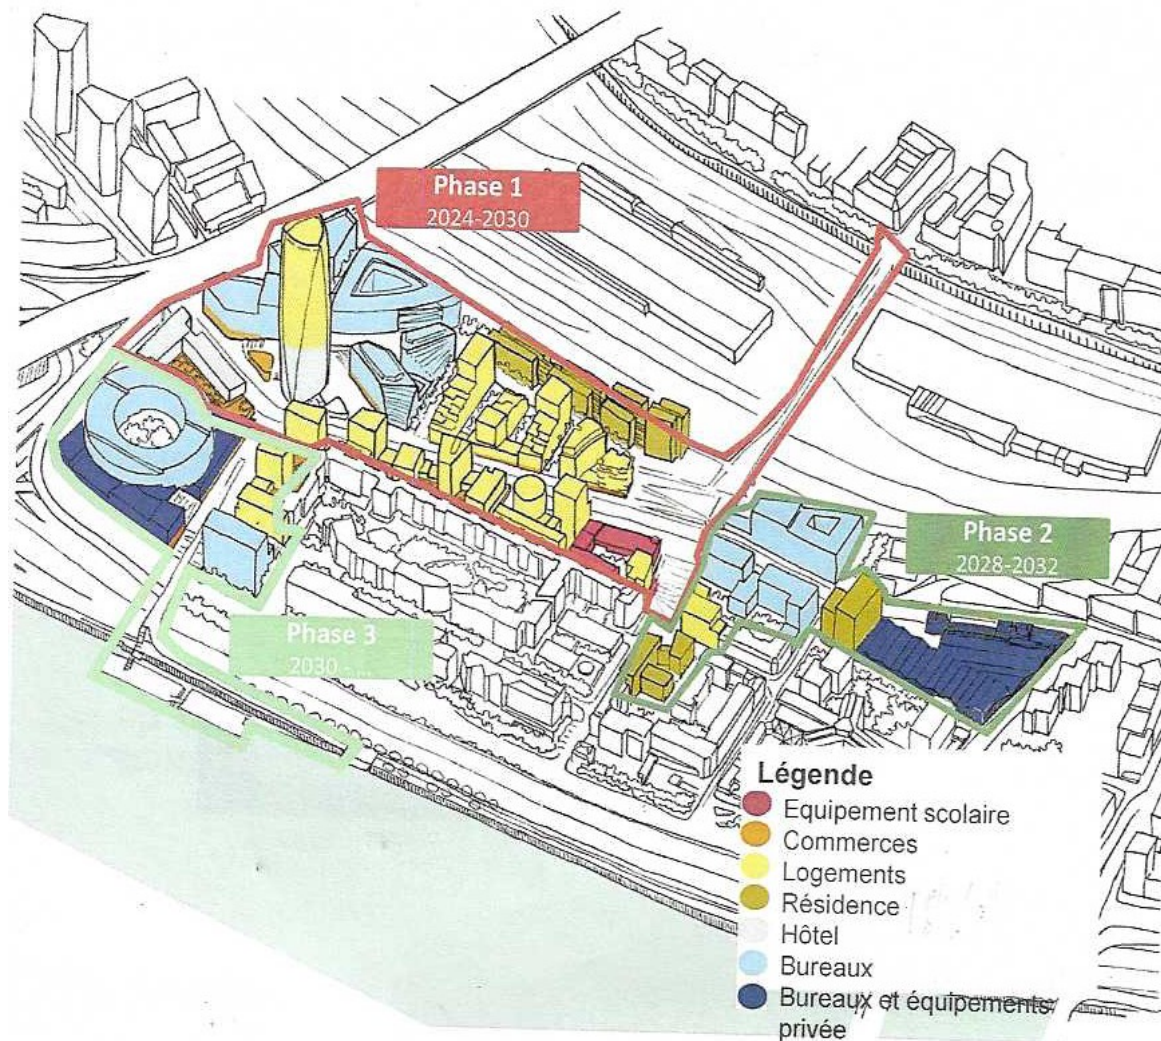 Phase 1
2024-2030
Phase 2
2028-2032
Phase 3
2030 - ...
Légende
Equipement scolaire
Commerces
Logements
Résidence
Hôtel
Bureaux
Bureaux et équipements
privée